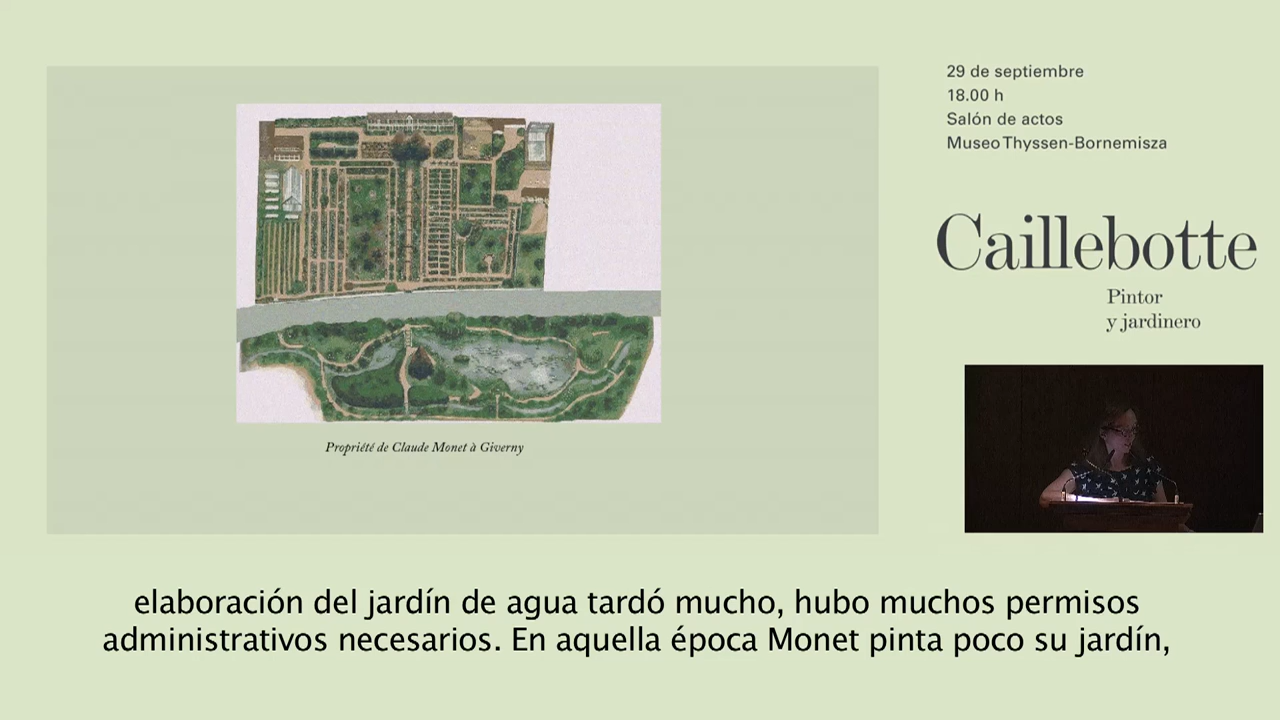 29 de septiembre
18.00 h
Salón de actos
Museo Thyssen-Bornemisza
Caillebotte
Pintor
y jardinero
Propriété de Claude Monet à Giverny
elaboración del jardín de agua tardó mucho, hubo muchos permisos
administrativos necesarios. En aquella época Monet pinta poco su jardín,